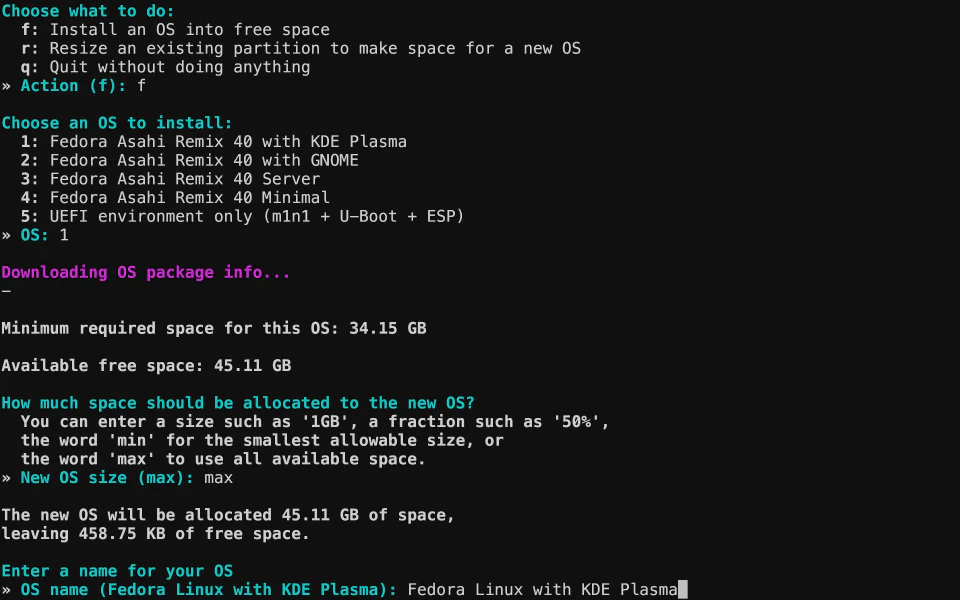 Choose what to do:
f: Install an OS into free space
r: Resize an existing partition to make space for a new OS
q: Quit without doing anything
» Action (f): f
Choose an OS to install:
1: Fedora Asahi Remix 40 with KDE Plasma
2: Fedora Asahi Remix 40 with GNOME
3: Fedora Asahi Remix 40 Server
4: Fedora Asahi Remix 40 Minimal
5: UEFI environment only (m1n1 + U-Boot + ESP)
» OS: 1
Downloading OS package info...
–
Minimum required space for this OS: 34.15 GB
Available free space: 45.11 GB
How much space should be allocated to the new OS?
You can enter a size such as '1GB', a fraction such as '50%',
the word 'min' for the smallest allowable size, or
the word 'max' to use all available space.
» New OS size (max): max
The new OS will be allocated 45.11 GB of space,
leaving 458.75 KB of free space.
Enter a name for your OS
» OS name (Fedora Linux with KDE Plasma): Fedora Linux with KDE Plasma